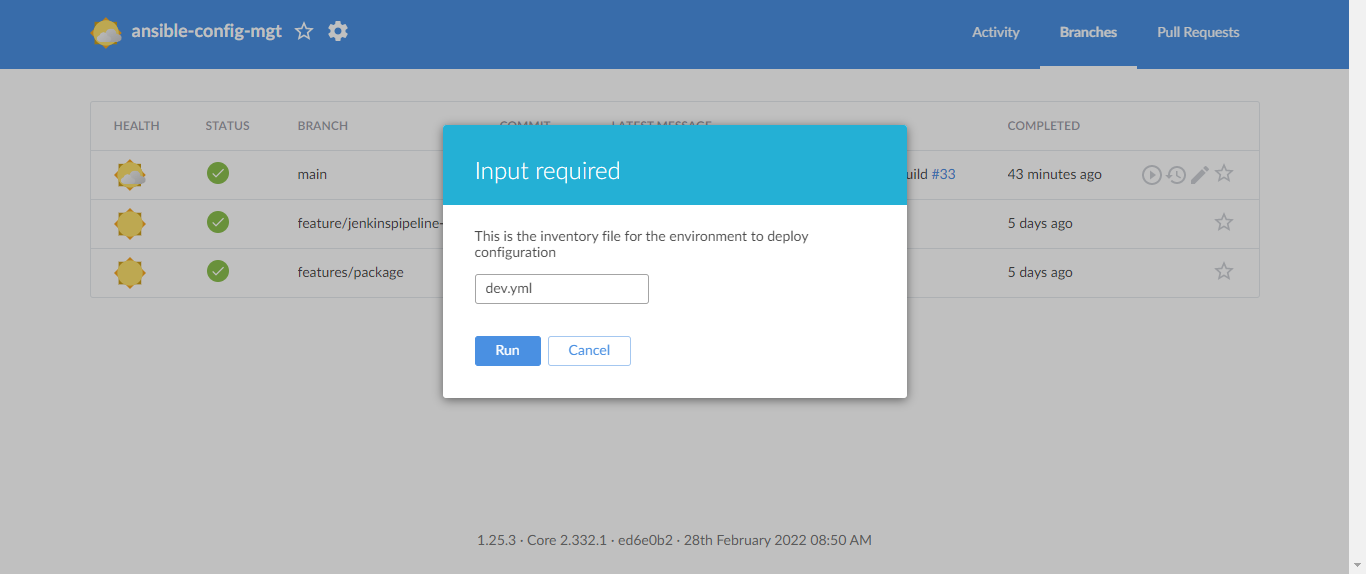 ansible-config-mgt
Activity
Branches
Pull Requests
HEALTH
STATUS
BRANCH
COMMIT
LATEST MESSAGE
COMPLETED
main
#33
43 minutes ago
feature/jenkinspipeline-
5 days ago
features/package
5 days ago
Input required
This is the inventory file for the environment to deploy
configuration
dev.yml
Run
Cancel
1.25.3 · Core 2.332.1 · ed6e0b2 · 28th February 2022 08:50 AM